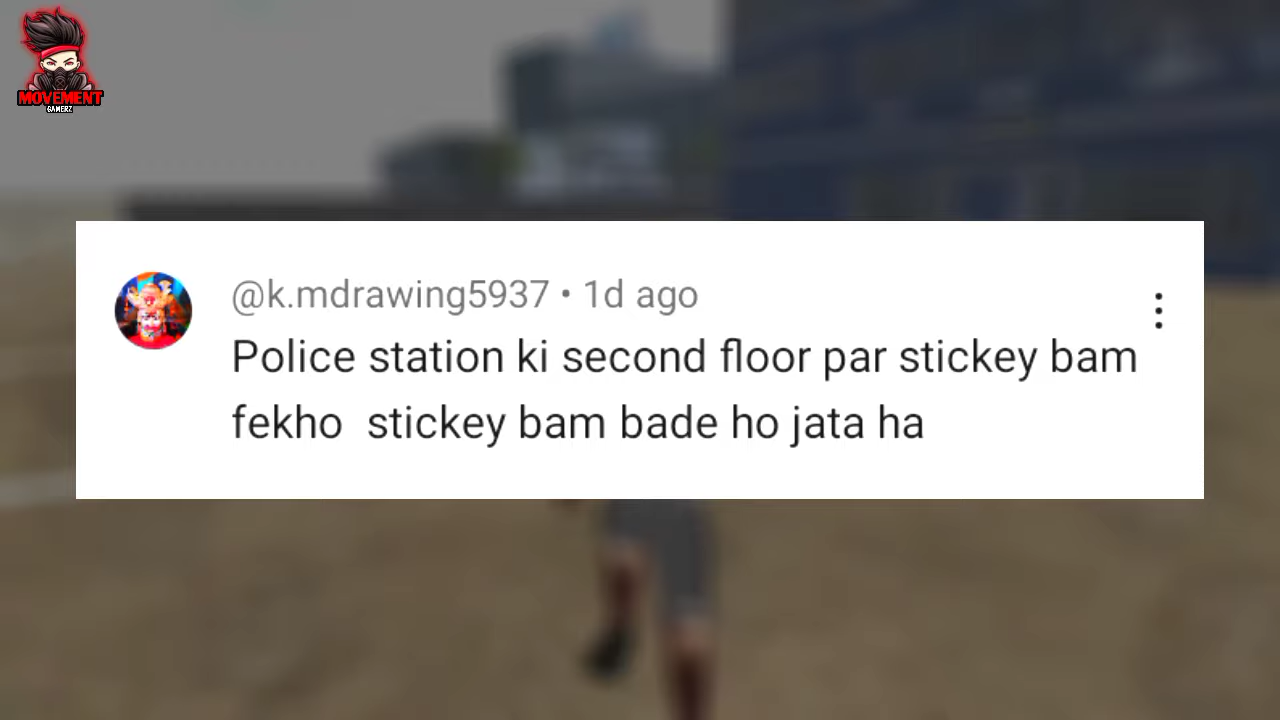 MOVEMENT
GAMERZ
@k.mdrawing5937 • 1d ago
Police station ki second floor par stickey bam
fekho  stickey bam bade ho jata ha